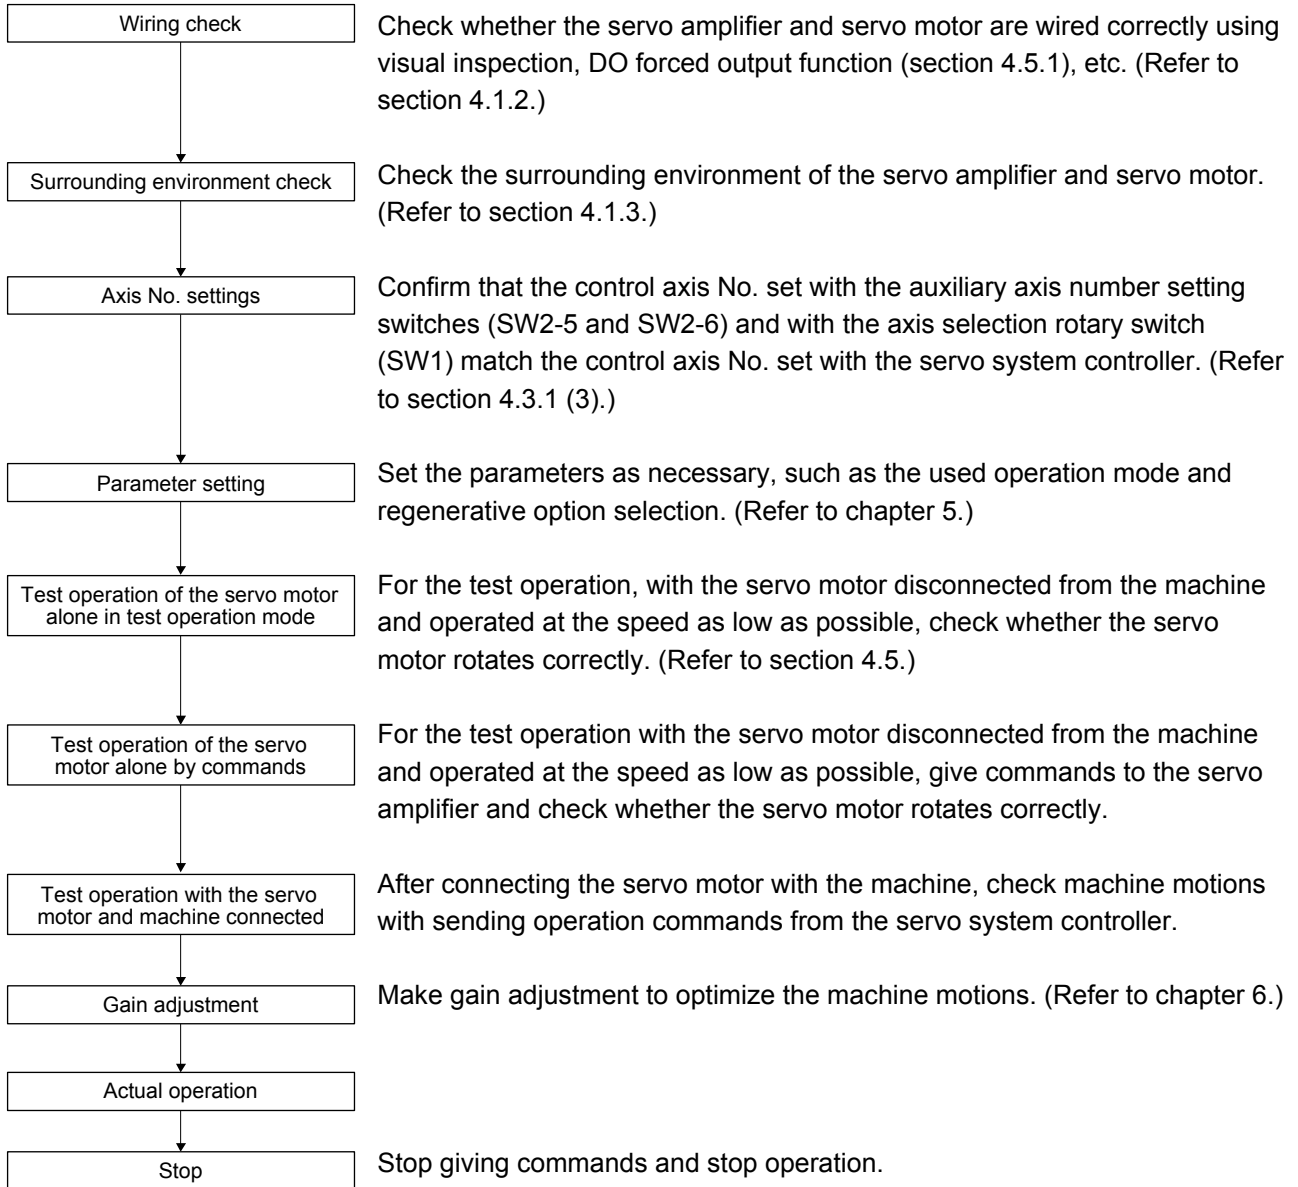 Wiring check
Check whether the servo amplifier and servo motor are wired correctly using
visual inspection, DO forced output function (section 4.5.1), etc. (Refer to
section 4.1.2.)
Surrounding environment check
Check the surrounding environment of the servo amplifier and servo motor.
(Refer to section 4.1.3.)
Axis No. settings
Confirm that the control axis No. set with the auxiliary axis number setting
switches (SW2-5 and SW2-6) and with the axis selection rotary switch
(SW1) match the control axis No. set with the servo system controller. (Refer
to section 4.3.1 (3).)
Parameter setting
Set the parameters as necessary, such as the used operation mode and
regenerative option selection. (Refer to chapter 5.)
Test operation of the servo motor
alone in test operation mode
For the test operation, with the servo motor disconnected from the machine
and operated at the speed as low as possible, check whether the servo
motor rotates correctly. (Refer to section 4.5.)
Test operation of the servo
motor alone by commands
For the test operation with the servo motor disconnected from the machine
and operated at the speed as low as possible, give commands to the servo
amplifier and check whether the servo motor rotates correctly.
Test operation with the servo
motor and machine connected
After connecting the servo motor with the machine, check machine motions
with sending operation commands from the servo system controller.
Gain adjustment
Make gain adjustment to optimize the machine motions. (Refer to chapter 6.)
Actual operation
Stop
Stop giving commands and stop operation.